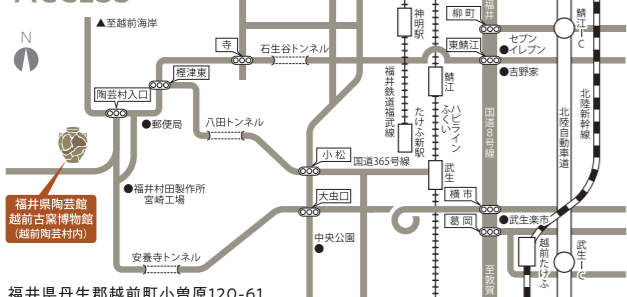 ACCESS
▲至越前海岸
N
寺
石生谷トンネル
樫津東
陶芸村入口
●郵便局
八田トンネル
小松
国道365号線
●福井村田製作所
宮崎工場
大虫口
中央公園
●
安養寺トンネル
福井県陶芸館
越前古窯博物館
(越前陶芸村内)
神明駅
福井鉄道福武線
たけふ新駅
鯖江
ハピライン
ふくい
武生
福井
柳町
東鯖江
国道8号線
横市
葛岡
至敦賀
セブン
●イレブン
●吉野家
●武生楽市
鯖江IC
北陸自動車道
北陸新幹線
越前たけふ
武生IC
福井県丹生郡越前町小曽原120-61